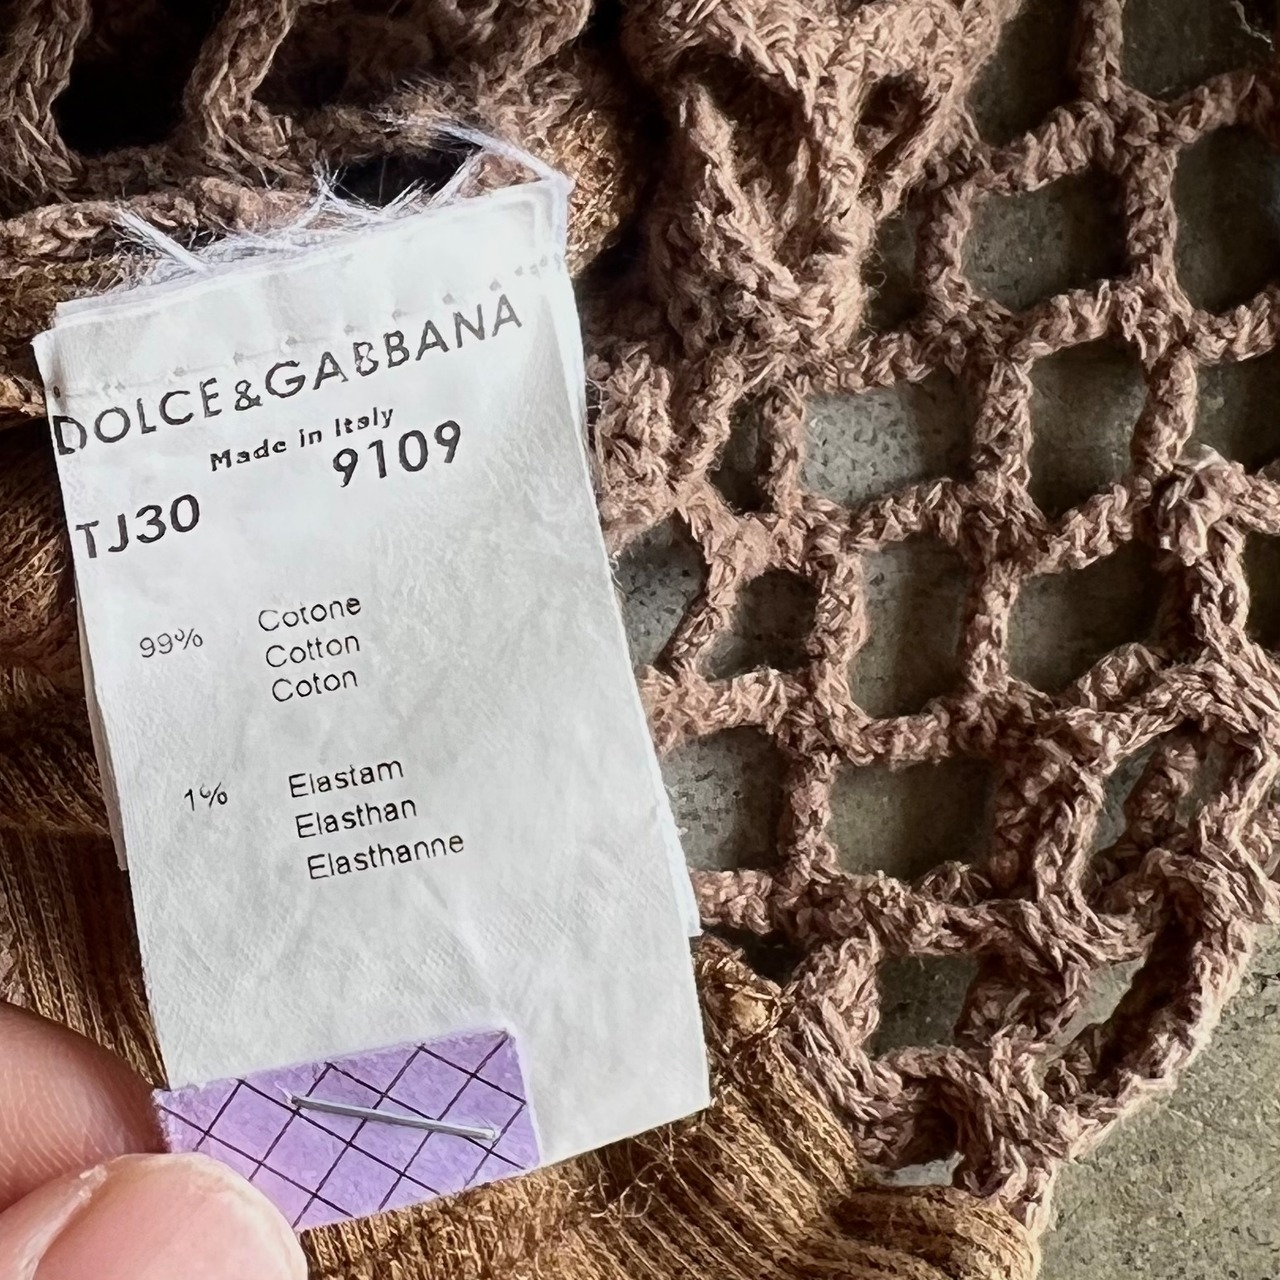 DOLCE&GABBANA
Made in Italy
9109
TJ30
99% Cotone
Cotton
Coton
1% Elastam
Elasthan
Elasthanne